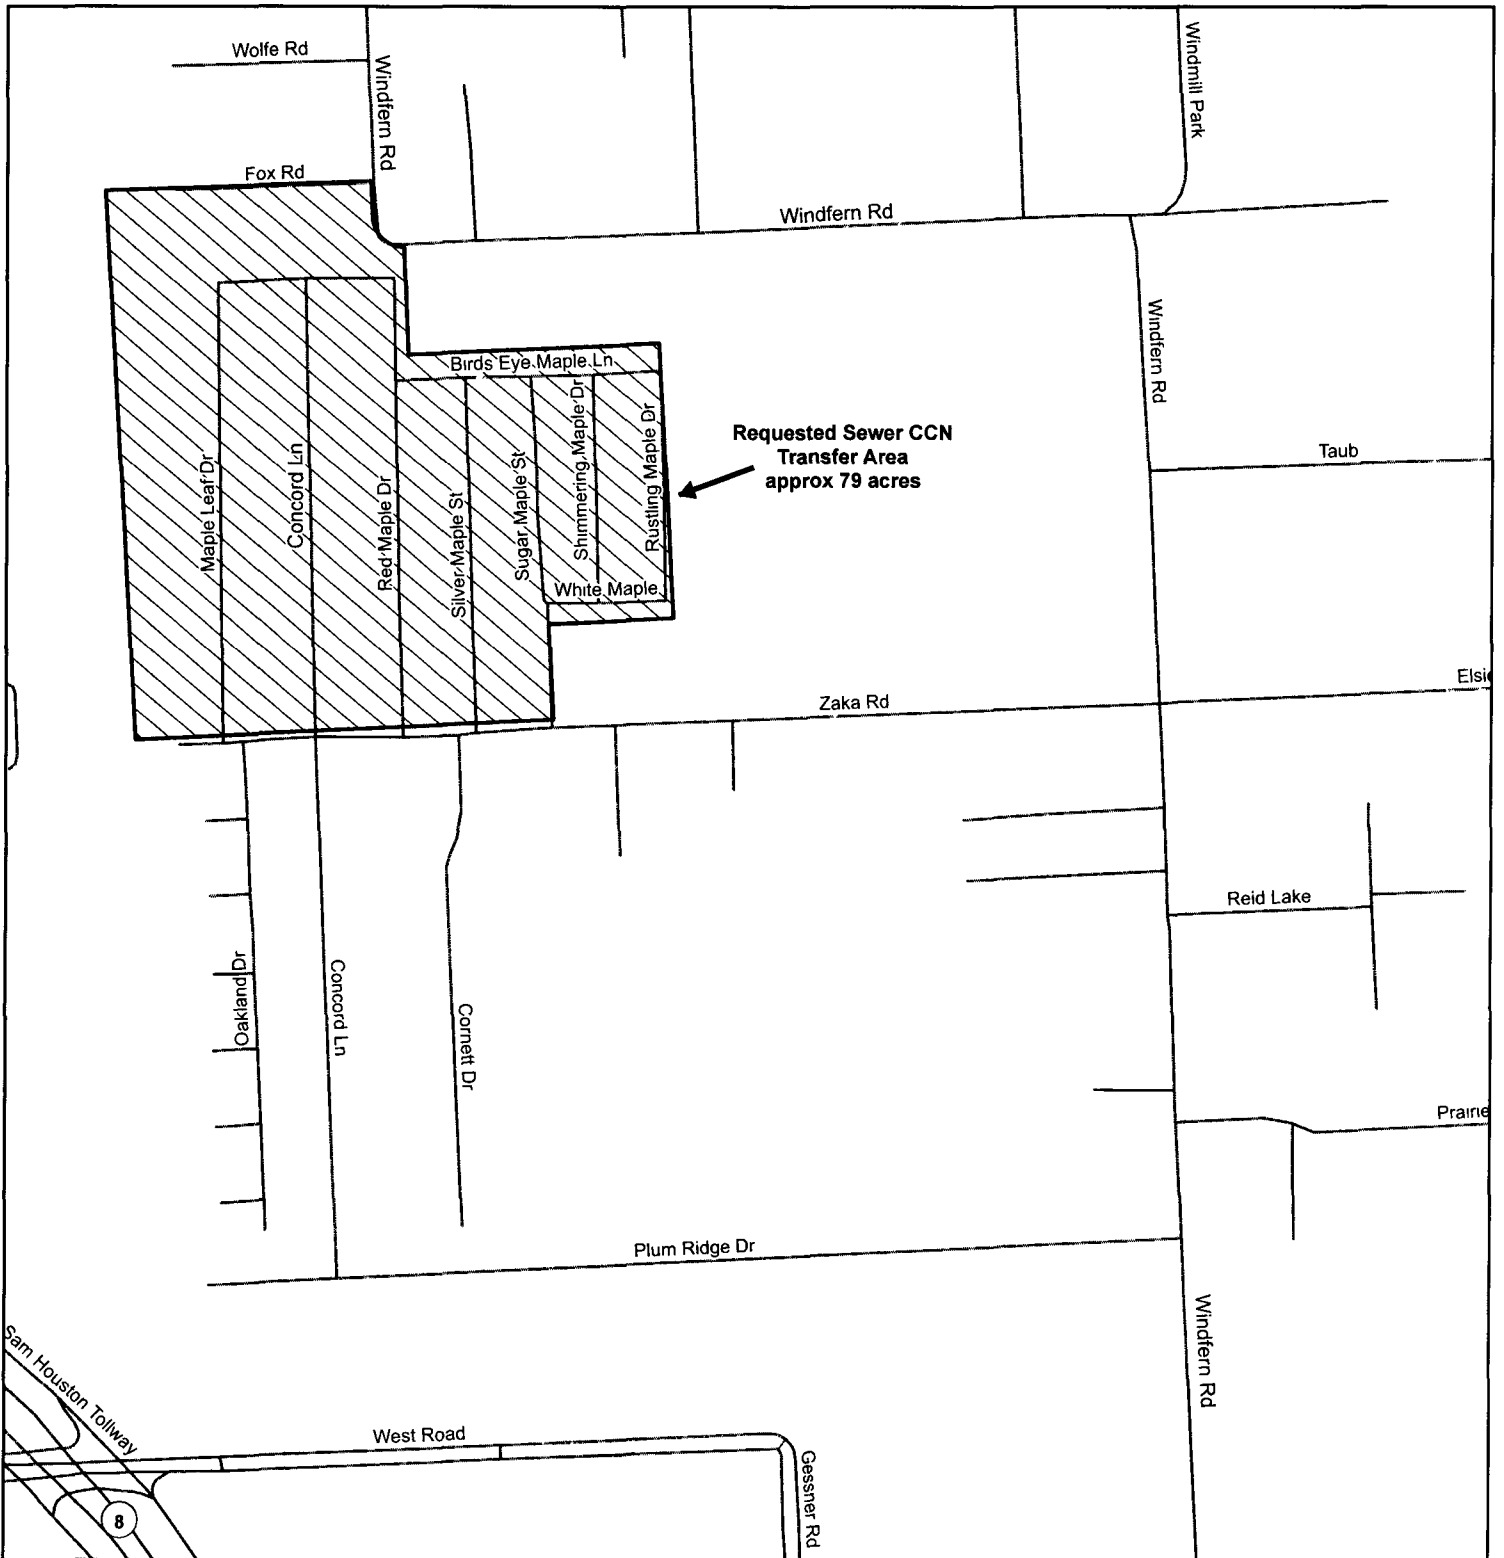 Wolfe Rd
Windfern Rd
Windmill Park
Fox Rd
Windfern Rd
Windfern Rd
Birds Eye Maple Ln
Maple Leaf Dr
Concord Ln
Red Maple Dr
Silver Maple St
Sugar Maple St
Shimmering Maple Dr
Rustling Maple Dr
White Maple
Requested Sewer CCN
Transfer Area
approx 79 acres
Taub
Elsie
Zaka Rd
Reid Lake
Oakland Dr
Concord Ln
Cornett Dr
Prairie
Plum Ridge Dr
Windfern Rd
Sam Houston Tollway
West Road
Gessner Rd
8